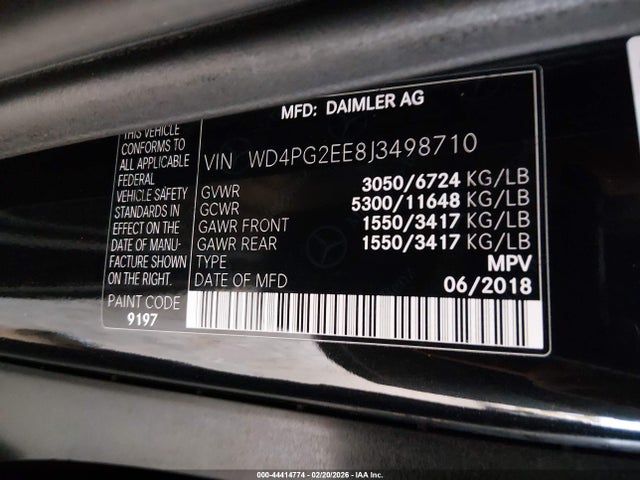 MFD: DAIMLER AG
THIS VEHICLE
CONFORMS TO
ALL APPLICABLE
FEDERAL
VEHICLE SAFETY
STANDARDS IN
EFFECT ON THE
DATE OF MANU-
FACTURE SHOWN
ON THE RIGHT.
PAINT CODE
9197
VIN WD4PG2EE8J3498710
GVWR 3050/6724 KG/LB
GCWR 5300/11648 KG/LB
GAWR FRONT 1550/3417 KG/LB
GAWR REAR 1550/3417 KG/LB
TYPE MPV
DATE OF MFD 06/2018
000-44414774 - 02/20/2026 - IAA Inc.